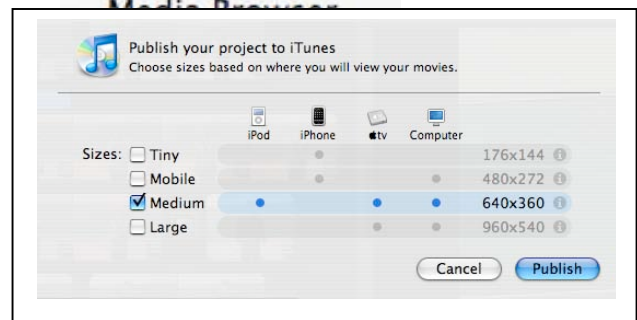 Media Browser
Publish your project to iTunes
Choose sizes based on where you will view your movies.
iPod iPhone tv Computer
Sizes: Tiny 176x144
Mobile 480x272
Medium 640x360
Large 960x540
Cancel Publish